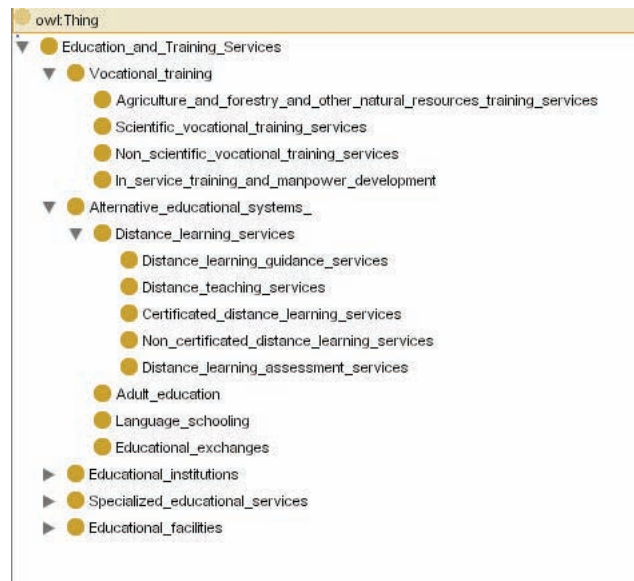 owl:Thing
Education_and_Training_Services
Vocational_training
Agriculture_and_forestry_and_other_natural_resources_training_services
Scientific_vocational_training_services
Non_scientific_vocational_training_services
In_service_training_and_manpower_development
Alternative_educational_systems_
Distance_learning_services
Distance_learning_guidance_services
Distance_teaching_services
Certificated_distance_learning_services
Non_certificated_distance_learning_services
Distance_learning_assessment_services
Adult_education
Language_schooling
Educational_exchanges
Educational_institutions
Specialized_educational_services
Educational_facilities